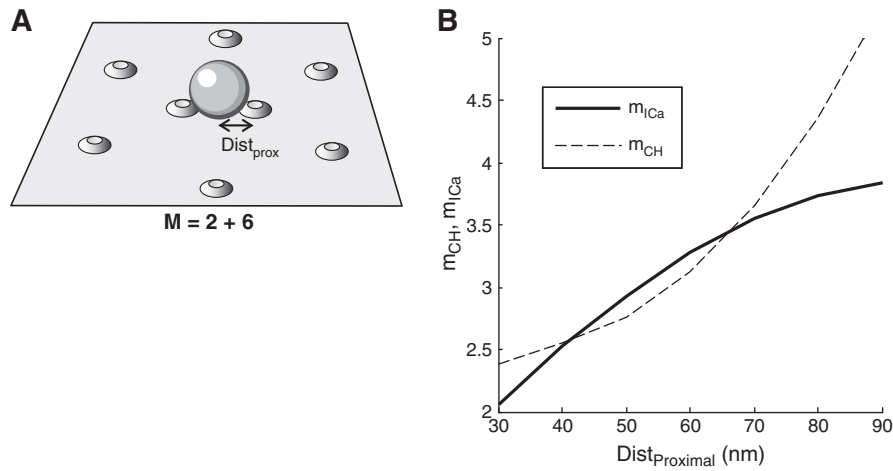 A
Dist_prox
M = 2 + 6
B
m_CH, m_ICa
5
4.5
4
3.5
3
2.5
2
m_ICa
m_CH
30 40 50 60 70 80 90
Dist_Proximal (nm)